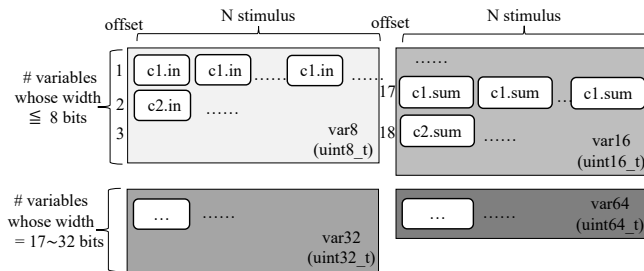 N stimulus
N stimulus
offset
offset
# variables
whose width
≦ 8 bits
1
c1.in
c1.in
......
c1.in
......
2
c2.in
......
3
var8
(uint8_t)
......
17
c1.sum
c1.sum
...
c1.sum
18
c2.sum
......
var16
(uint16_t)
# variables
whose width
= 17~32 bits
...
......
var32
(uint32_t)
...
......
var64
(uint64_t)